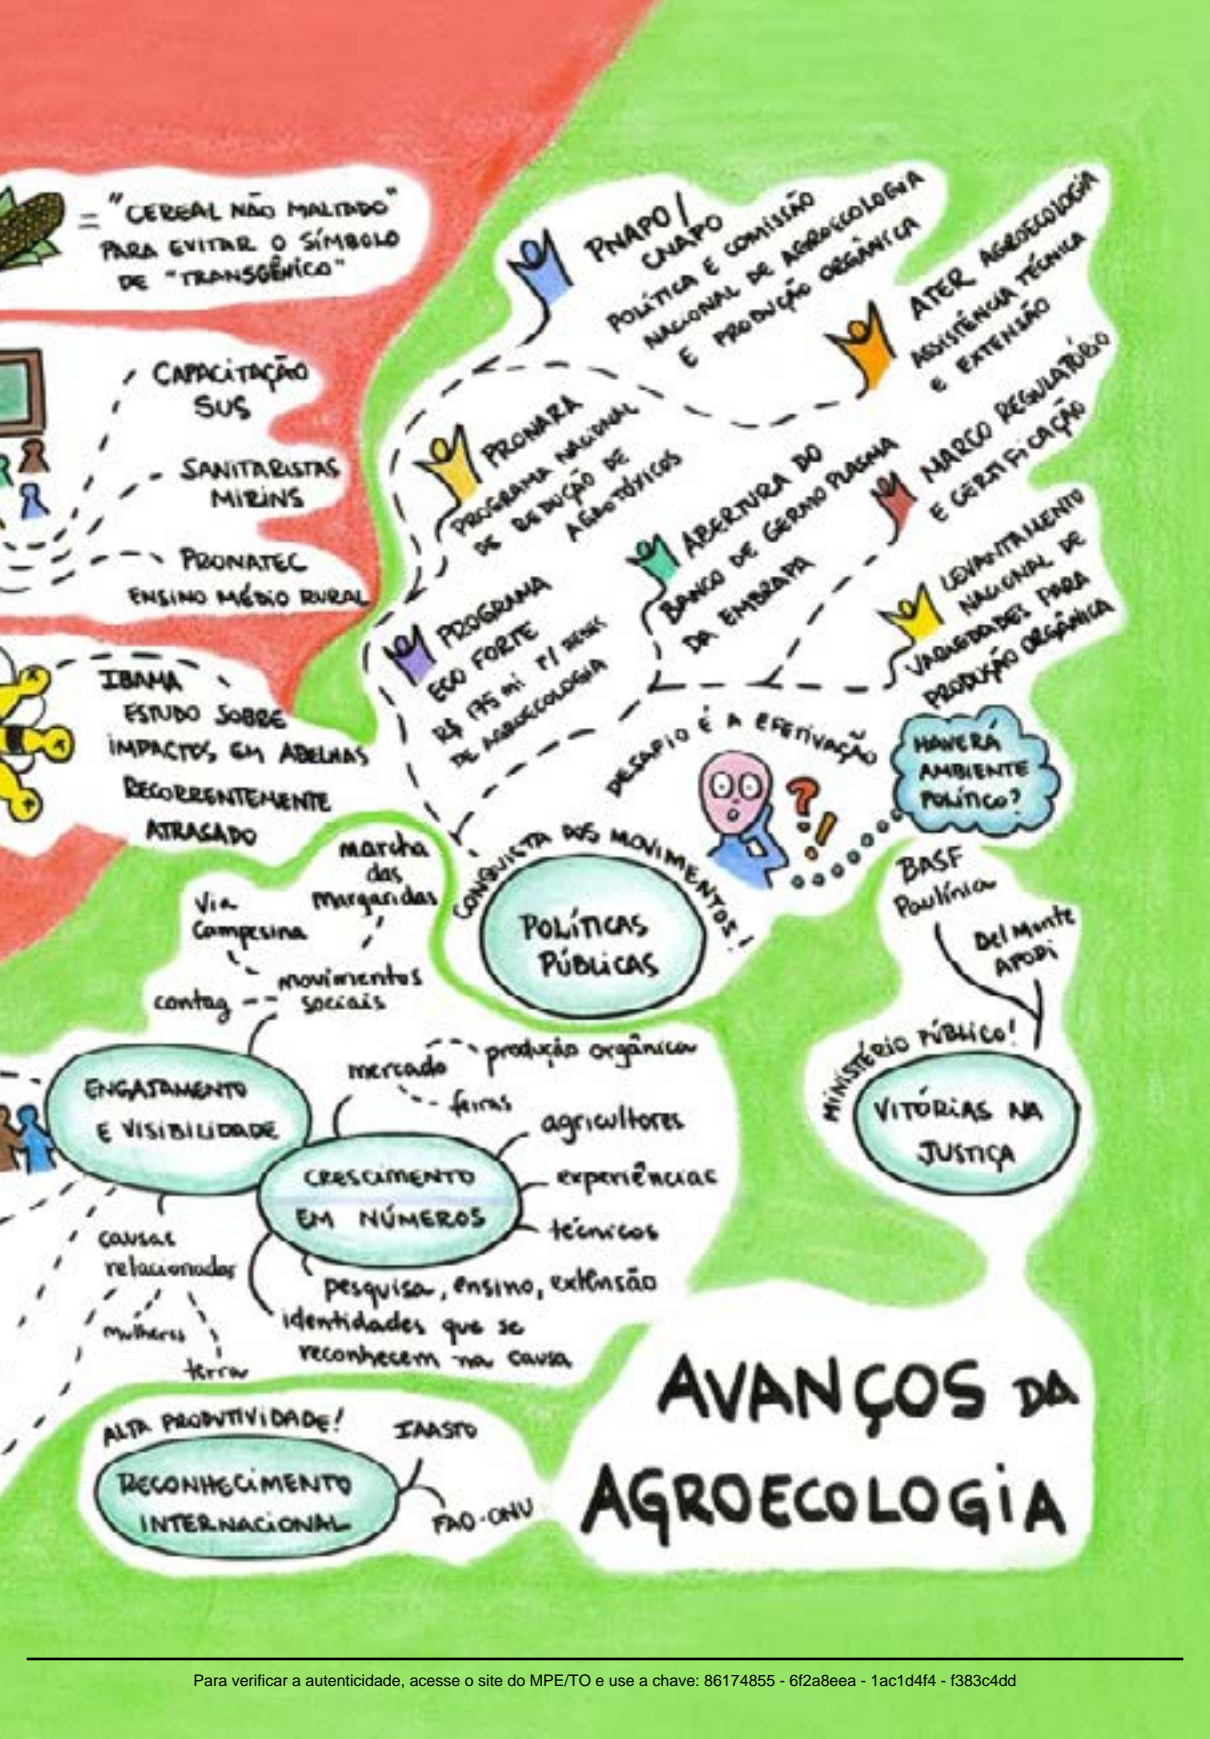 = "CEREAL NÃO MALTADO"
PARA EVITAR O SÍMBOLO
DE "TRANSGÊNICO"
CAPACITAÇÃO
SUS
SANITARISTAS
MIRINS
PRONATEC
ENSINO MÉDIO RURAL
IBAMA
ESTUDO SOBRE
IMPACTOS EM ABELHAS
RECORRENTEMENTE
ATRASADO
PNAPO /
CNAPO
POLÍTICA E COMISSÃO
NACIONAL DE AGROECOLOGIA
E PRODUÇÃO ORGÂNICA
ATER AGROECOLOGIA
ASSISTÊNCIA TÉCNICA
E EXTENSÃO
PRONARA
PROGRAMA NACIONAL
DE REDUÇÃO DE
AGROTÓXICOS
ABERTURA DO
BANCO DE GERMO PLASMA
DA EMBRAPA
MARCO REGULATÓRIO
E CERTIFICAÇÃO
PROGRAMA
ECO FORTE
R$ 175 mi P/ REDES
DE AGROECOLOGIA
LEVANTAMENTO
NACIONAL DE
VARIEDADES PARA
PRODUÇÃO ORGÂNICA
DESAFIO É A EFETIVAÇÃO
?!
HAVERÁ
AMBIENTE
POLÍTICO?
CONQUISTA DOS MOVIMENTOS!
POLÍTICAS
PÚBLICAS
marcha
das
margaridas
Via
Campesina
movimentos
sociais
contag
ENGAJAMENTO
E VISIBILIDADE
causas
relacionadas
mulheres
terra
mercado
produção orgânica
feiras
agricultores
experiências
técnicos
CRESCIMENTO
EM NÚMEROS
pesquisa, ensino, extensão
identidades que se
reconhecem na causa
BASF
Paulínia
Del Monte
APODI
MINISTÉRIO PÚBLICO!
VITÓRIAS NA
JUSTIÇA
ALTA PRODUTIVIDADE!
RECONHECIMENTO
INTERNACIONAL
IAASTD
FAO-ONU
AVANÇOS DA
AGROECOLOGIA
Para verificar a autenticidade, acesse o site do MPE/TO e use a chave: 86174855 - 6f2a8eea - 1ac1d4f4 - f383c4dd